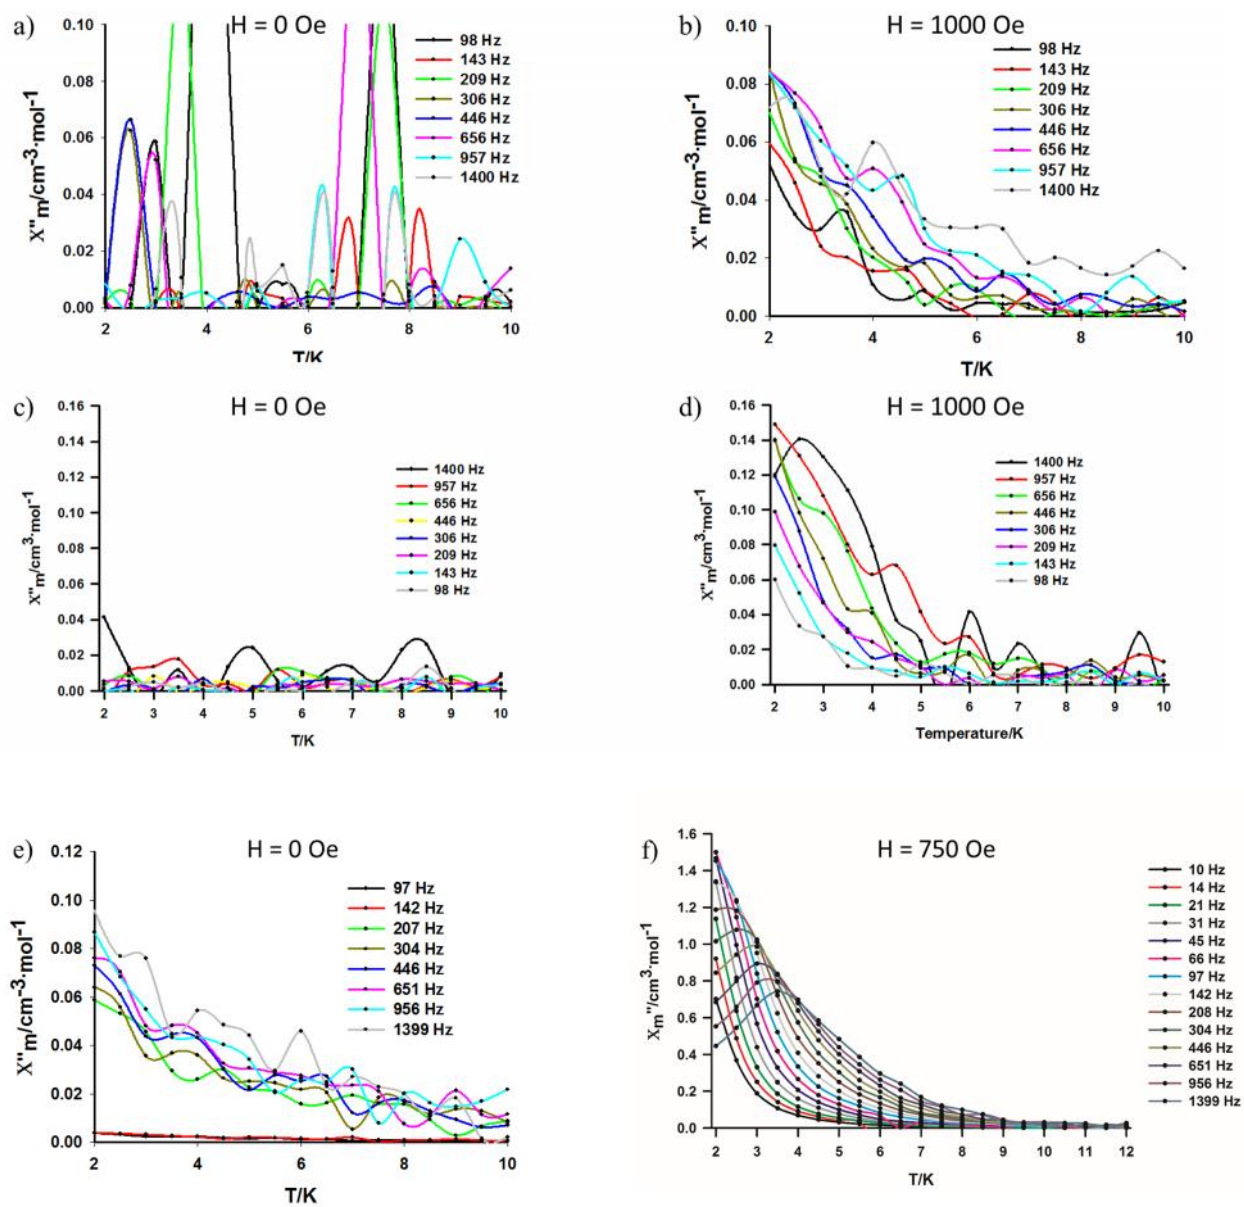 a) H = 0 Oe
0.10
0.08
0.06
0.04
0.02
0.00
2 4 6 8 10
T/K
X"m/cm-3·mol-1
98 Hz
143 Hz
209 Hz
306 Hz
446 Hz
656 Hz
957 Hz
1400 Hz
b) H = 1000 Oe
0.10
0.08
0.06
0.04
0.02
0.00
2 4 6 8 10
T/K
X"m/cm-3·mol-1
98 Hz
143 Hz
209 Hz
306 Hz
446 Hz
656 Hz
957 Hz
1400 Hz
c) H = 0 Oe
0.16
0.14
0.12
0.10
0.08
0.06
0.04
0.02
0.00
2 3 4 5 6 7 8 9 10
T/K
X"m/cm3·mol-1
1400 Hz
957 Hz
656 Hz
446 Hz
306 Hz
209 Hz
143 Hz
98 Hz
d) H = 1000 Oe
0.16
0.14
0.12
0.10
0.08
0.06
0.04
0.02
0.00
2 3 4 5 6 7 8 9 10
Temperature/K
X"m/cm3·mol-1
1400 Hz
957 Hz
656 Hz
446 Hz
306 Hz
209 Hz
143 Hz
98 Hz
e) H = 0 Oe
0.12
0.10
0.08
0.06
0.04
0.02
0.00
2 4 6 8 10
T/K
X"m/cm-3·mol-1
97 Hz
142 Hz
207 Hz
304 Hz
446 Hz
651 Hz
956 Hz
1399 Hz
f) H = 750 Oe
1.6
1.4
1.2
1.0
0.8
0.6
0.4
0.2
0.0
2 3 4 5 6 7 8 9 10 11 12
T/K
Xm"/cm3·mol-1
10 Hz
14 Hz
21 Hz
31 Hz
45 Hz
66 Hz
97 Hz
142 Hz
208 Hz
304 Hz
446 Hz
651 Hz
956 Hz
1399 Hz